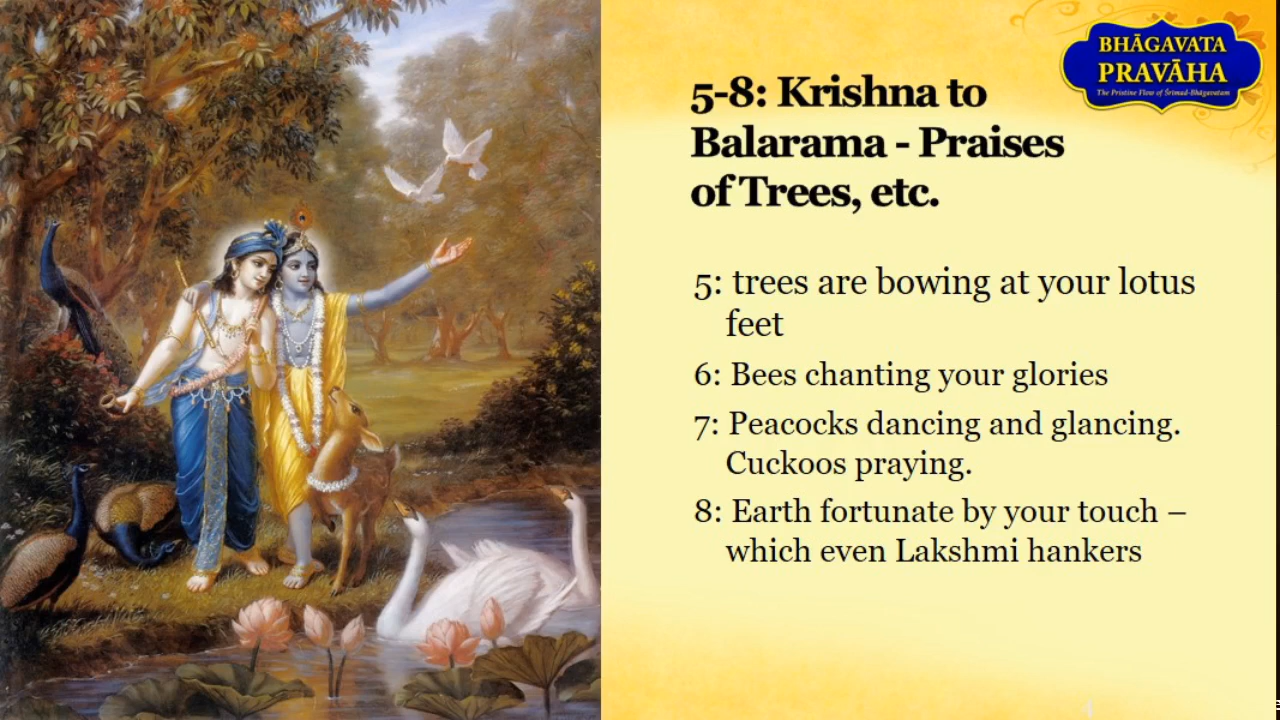 BHĀGAVATA
PRAVĀHA
The Pristine Flow of Śrīmad-Bhāgavatam
5-8: Krishna to
Balarama - Praises
of Trees, etc.
5: trees are bowing at your lotus
feet
6: Bees chanting your glories
7: Peacocks dancing and glancing.
Cuckoos praying.
8: Earth fortunate by your touch –
which even Lakshmi hankers